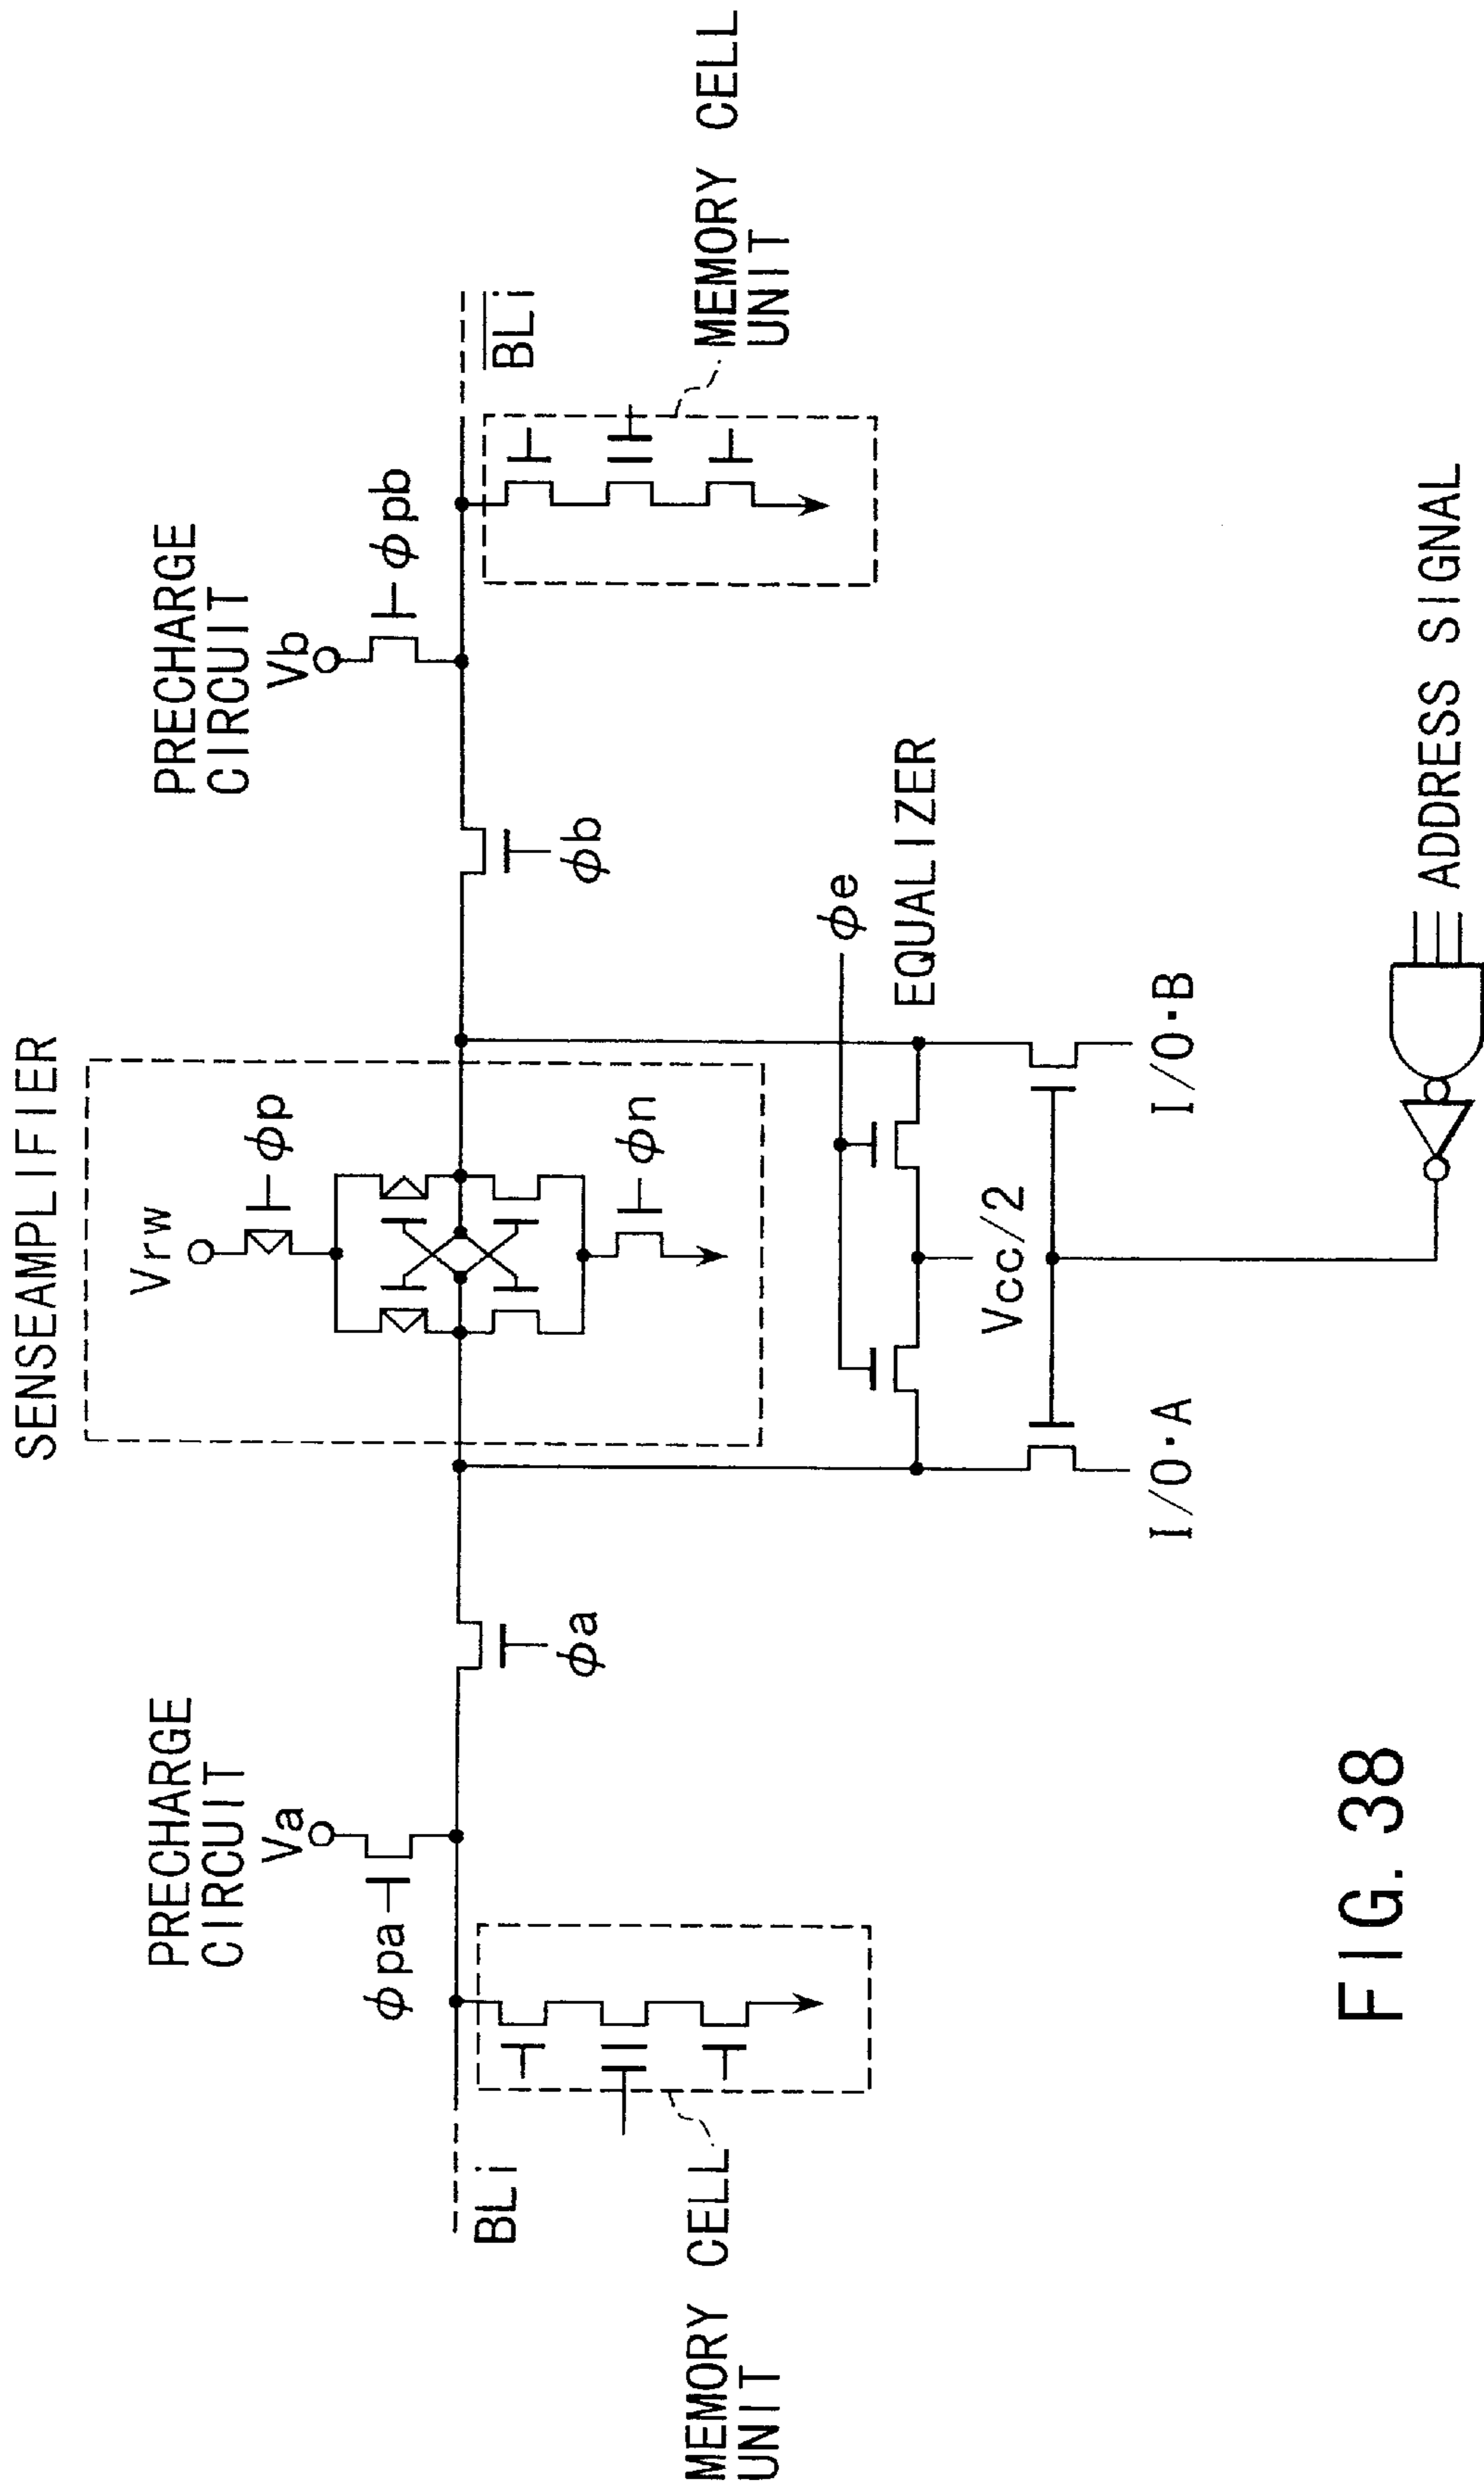 SENSEAMPLIFIER
PRECHARGE
CIRCUIT
Va
ϕpa
PRECHARGE
CIRCUIT
Vb
ϕpb
Vrw
ϕp
ϕn
BLi
B̅L̅i̅
ϕa
ϕb
MEMORY CELL
UNIT
MEMORY CELL
UNIT
ϕe
EQUALIZER
Vcc/2
I/O·A
I/O·B
ADDRESS SIGNAL
FIG. 38